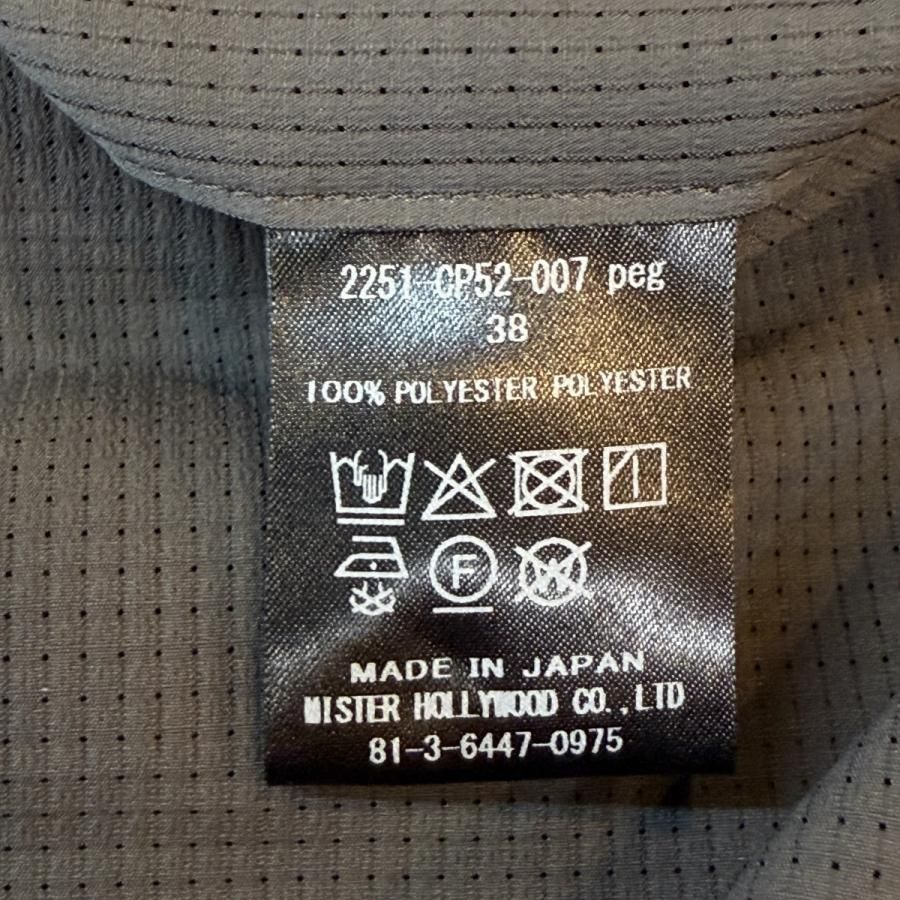 2251-CP52-007 peg
38
100% POLYESTER POLYESTER
F
W
MADE IN JAPAN
MISTER HOLLYWOOD CO.,LTD
81-3-6447-0975